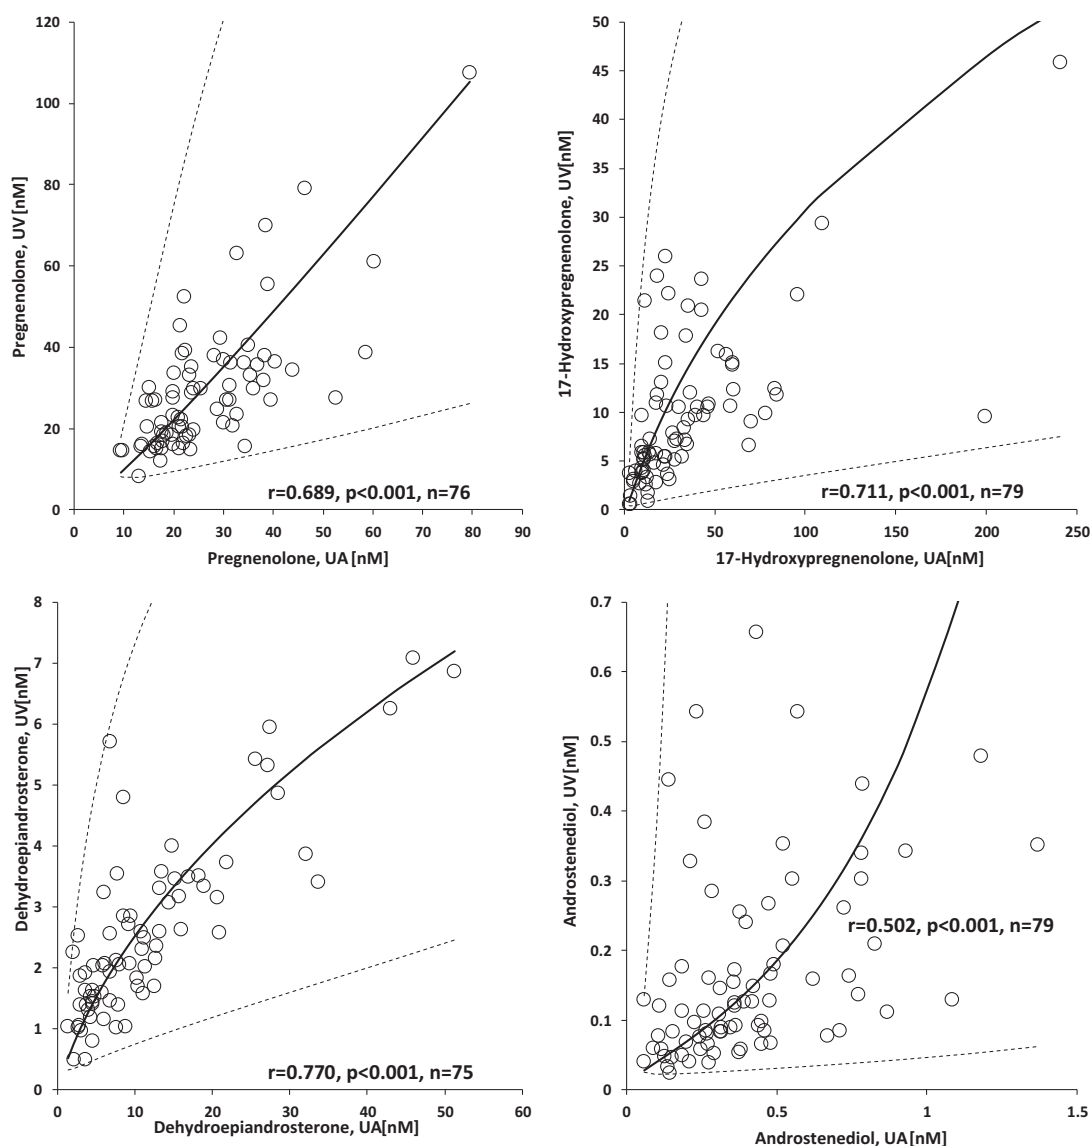 120
100
80
60
40
20
0
Pregnenolone, UV [nM]
r=0.689, p<0.001, n=76
0 10 20 30 40 50 60 70 80 90
Pregnenolone, UA [nM]
50
45
40
35
30
25
20
15
10
5
0
17-Hydroxypregnenolone, UV[nM]
r=0.711, p<0.001, n=79
0 50 100 150 200 250
17-Hydroxypregnenolone, UA[nM]
8
7
6
5
4
3
2
1
0
Dehydroepiandrosterone, UV[nM]
r=0.770, p<0.001, n=75
0 10 20 30 40 50 60
Dehydroepiandrosterone, UA[nM]
0.7
0.6
0.5
0.4
0.3
0.2
0.1
0
Androstenediol, UV[nM]
r=0.502, p<0.001, n=79
0 0.5 1 1.5
Androstenediol, UA[nM]